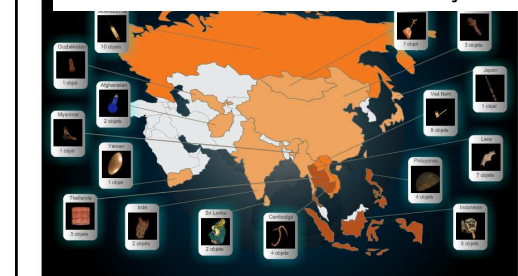 10 objets
1 objet
3 objets
Ouzbékistan
1 objet
Afghanistan
2 objets
Japon
1 objet
Viet Nam
6 objets
Myanmar
1 objet
Yémen
1 objet
Laos
7 objets
Philippines
4 objets
Thaïlande
5 objets
Inde
2 objets
Sri Lanka
2 objets
Cambodge
4 objets
Indonésie
9 objets